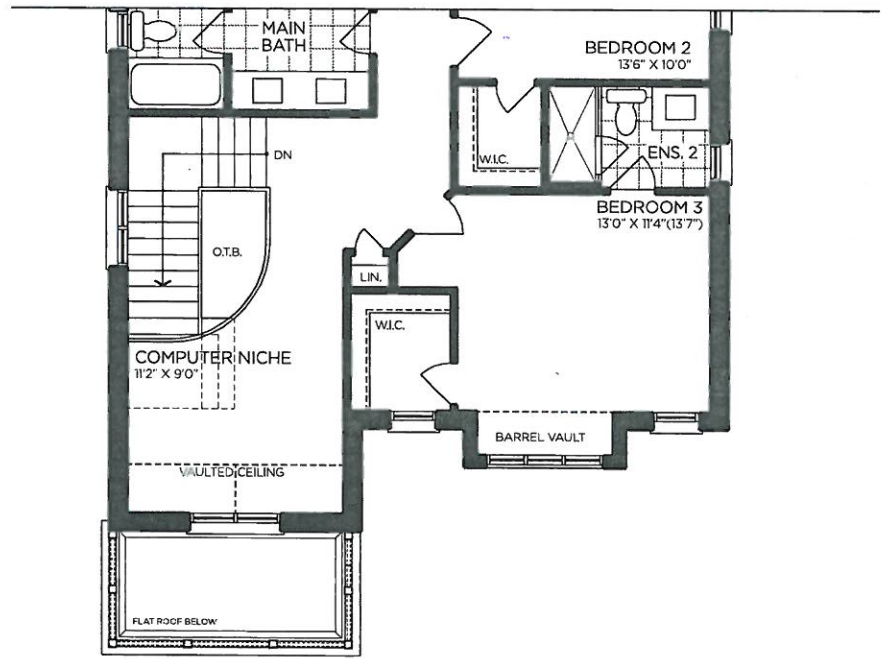 MAIN
BATH
BEDROOM 2
13'6" X 10'0"
DN
W.I.C.
ENS. 2
BEDROOM 3
13'0" X 11'4"(13'7")
O.T.B.
LIN.
W.I.C.
COMPUTER NICHE
11'2" X 9'0"
BARREL VAULT
VAULTED CEILING
FLAT ROOF BELOW